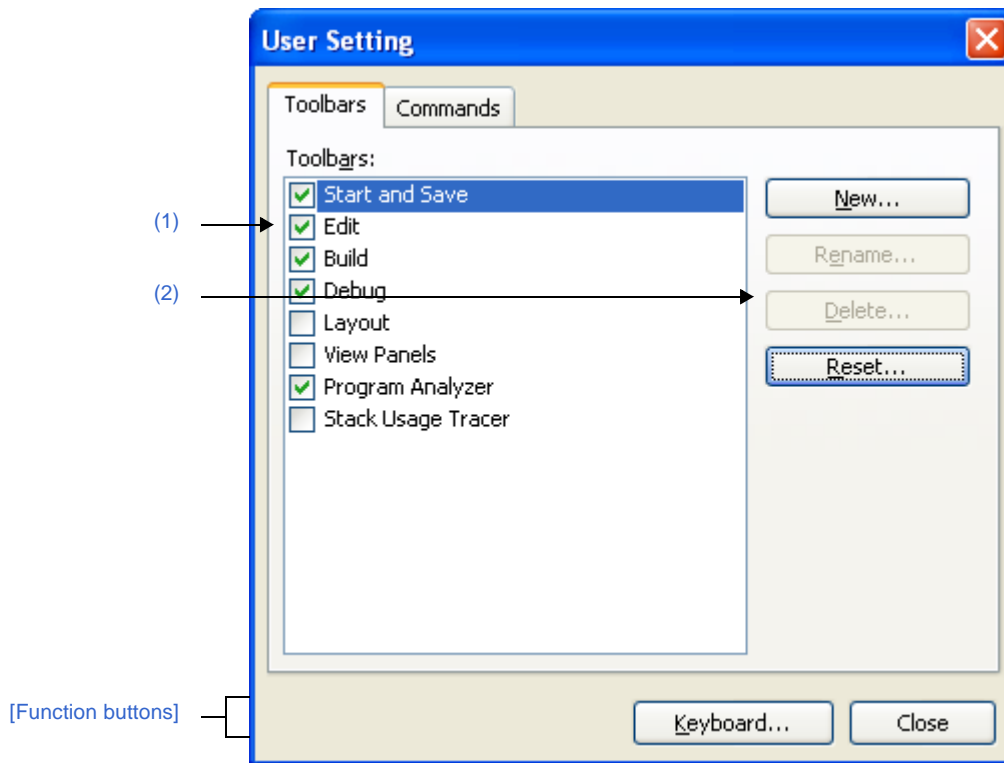 User Setting
Toolbars
Commands
Toolbars:
Start and Save
New...
(1)
Edit
Build
Rename...
(2)
Debug
Delete...
Layout
View Panels
Reset...
Program Analyzer
Stack Usage Tracer
[Function buttons]
Keyboard...
Close